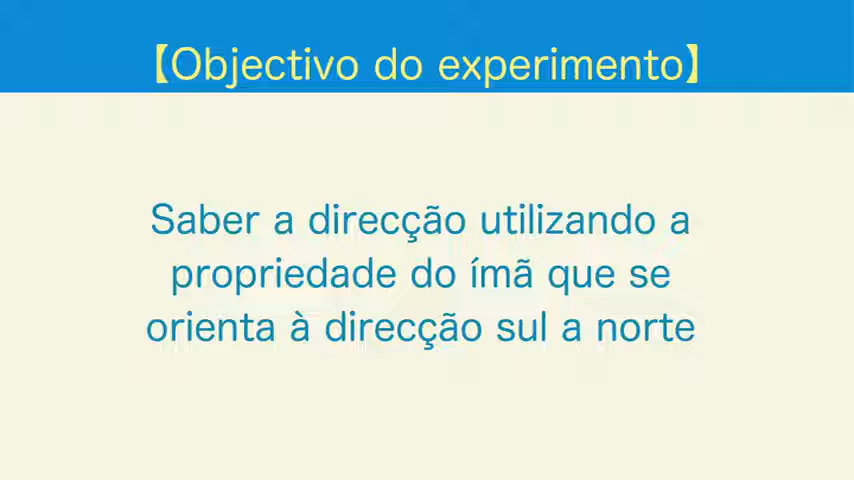 【Objectivo do experimento】
Saber a direcção utilizando a
propriedade do ímã que se
orienta à direcção sul a norte